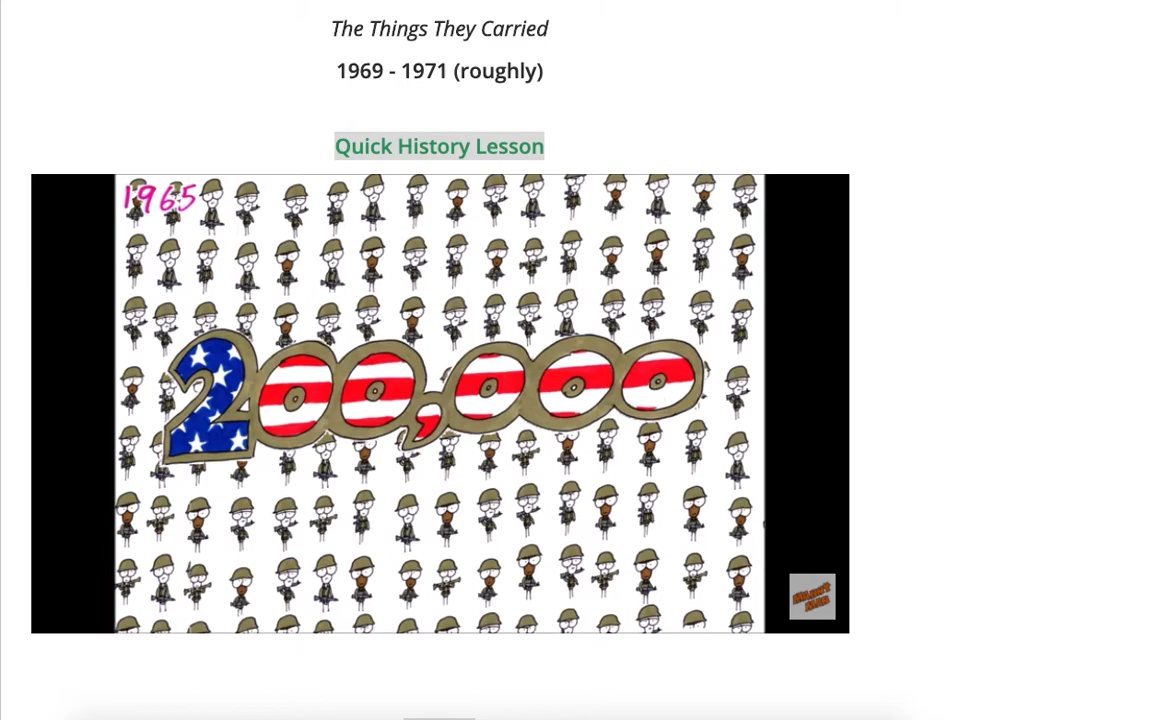 The Things They Carried
1969 - 1971 (roughly)
Quick History Lesson
1965
200,000